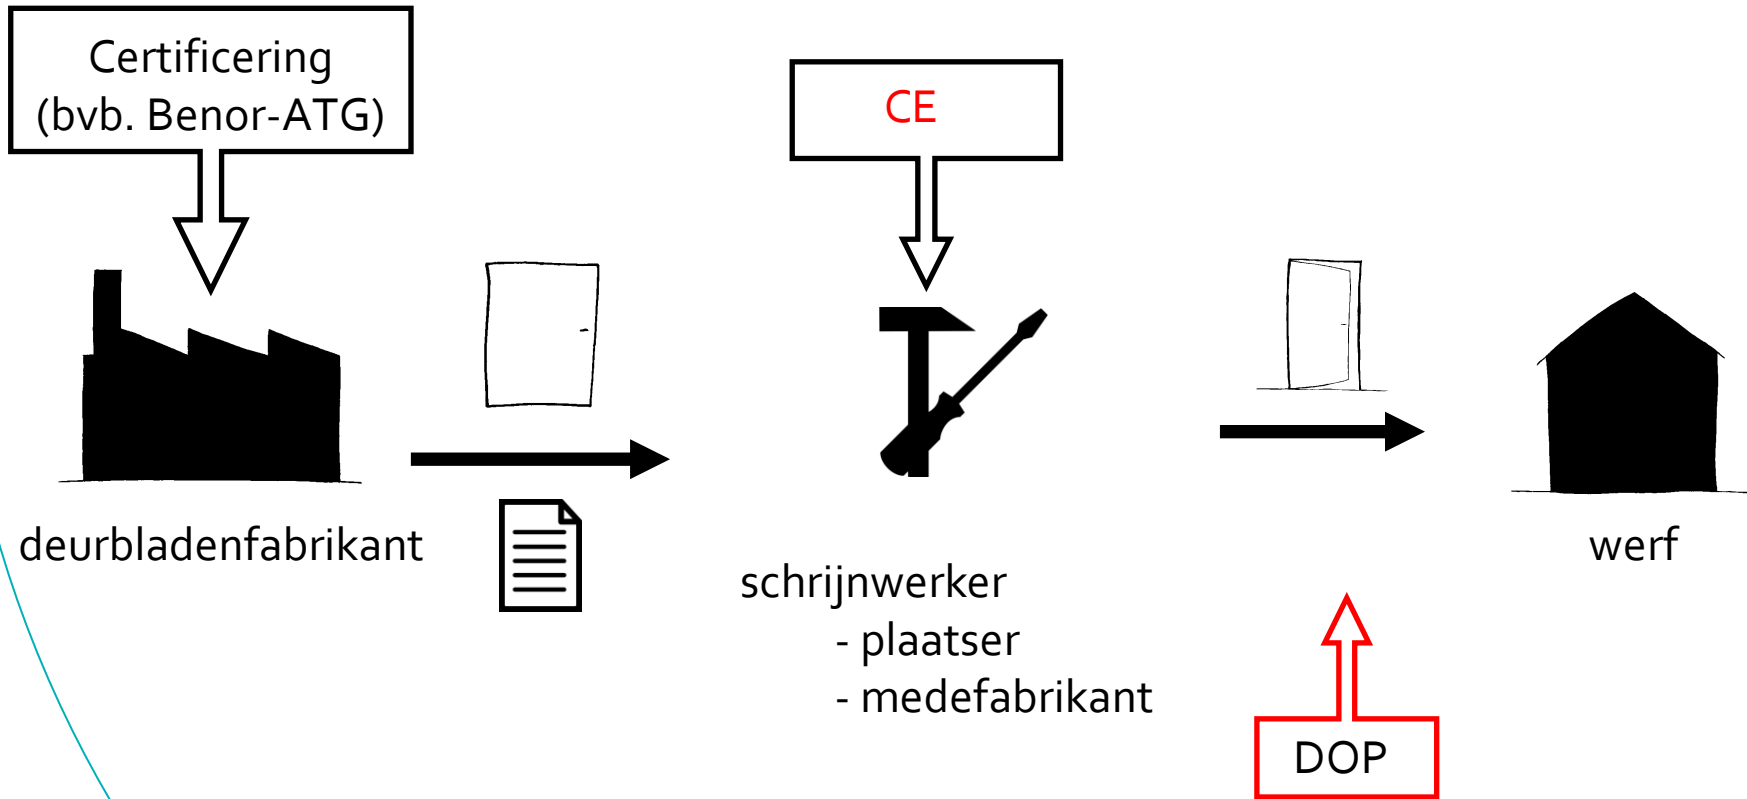 Certificering
(bvb. Benor-ATG)
CE
deurbladenfabrikant
schrijnwerker
- plaatser
- medefabrikant
werf
DOP